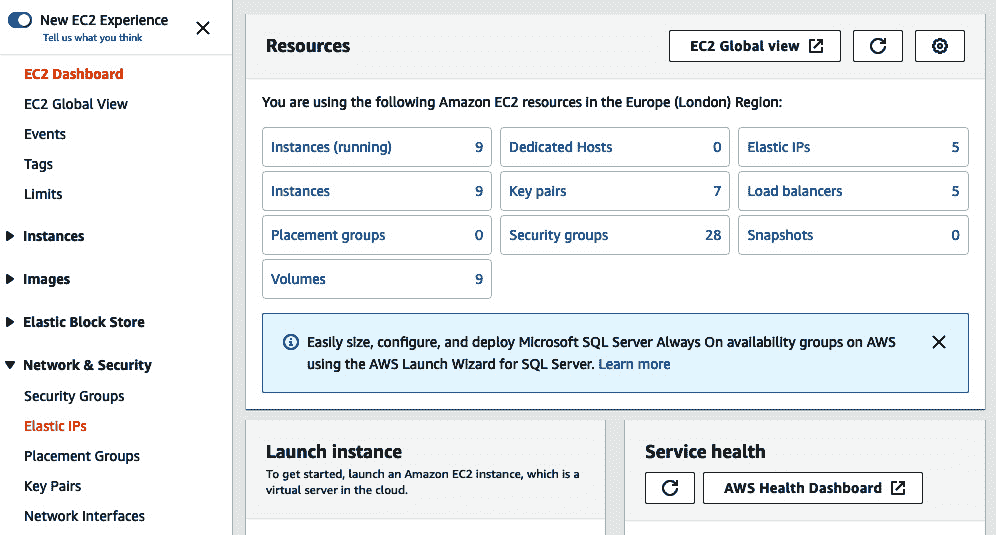 New EC2 Experience
Tell us what you think
EC2 Dashboard
EC2 Global View
Events
Tags
Limits
Instances
Images
Elastic Block Store
Network & Security
Security Groups
Elastic IPs
Placement Groups
Key Pairs
Network Interfaces
Resources
EC2 Global view
You are using the following Amazon EC2 resources in the Europe (London) Region:
Instances (running) 9
Dedicated Hosts 0
Elastic IPs 5
Instances 9
Key pairs 7
Load balancers 5
Placement groups 0
Security groups 28
Snapshots 0
Volumes 9
Easily size, configure, and deploy Microsoft SQL Server Always On availability groups on AWS
using the AWS Launch Wizard for SQL Server. Learn more
Launch instance
To get started, launch an Amazon EC2 instance, which is a
virtual server in the cloud.
Service health
AWS Health Dashboard